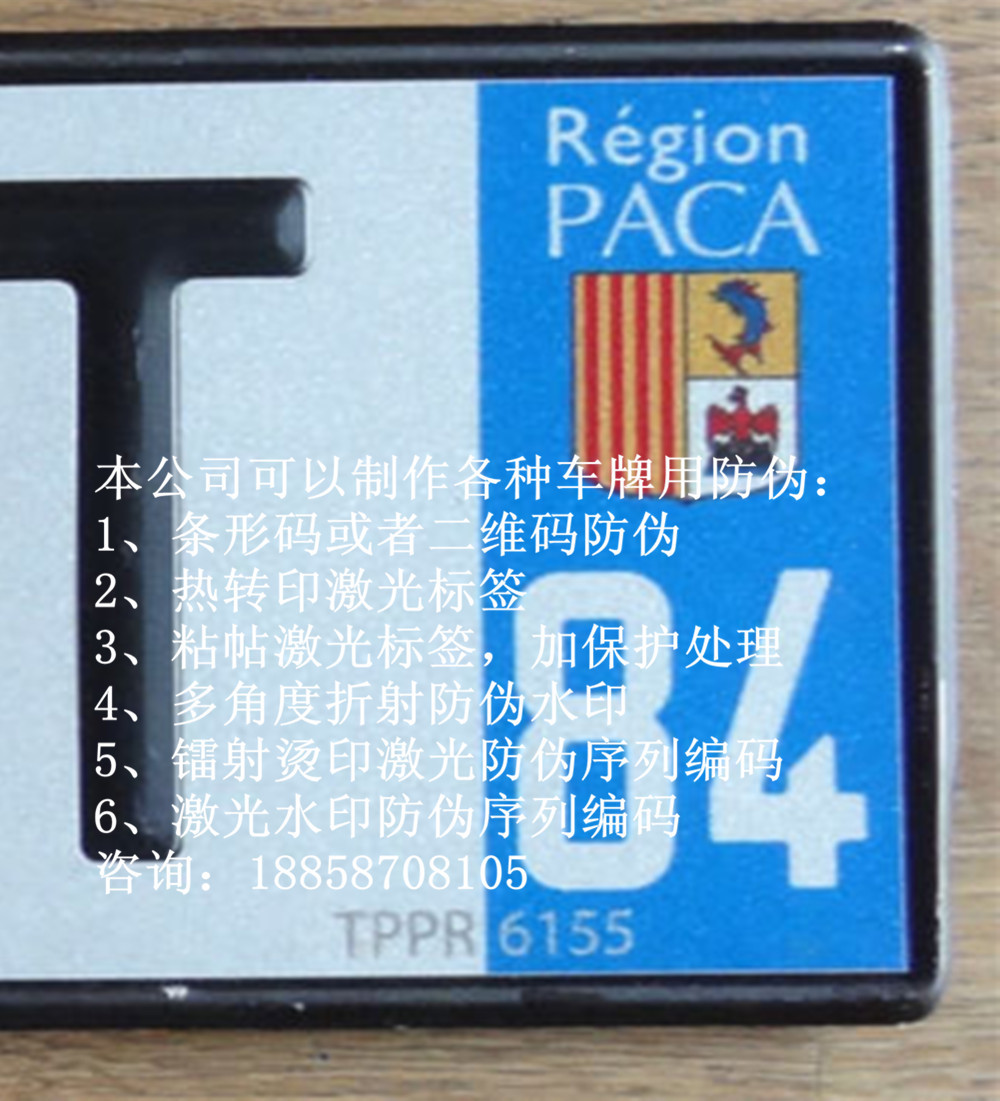 Région
PACA
T
本公司可以制作各种车牌用防伪：
1、条形码或者二维码防伪
2、热转印激光标签
3、粘帖激光标签，加保护处理
4、多角度折射防伪水印
5、镭射烫印激光防伪序列编码
6、激光水印防伪序列编码
咨询：18858708105
84
TPPR 6155